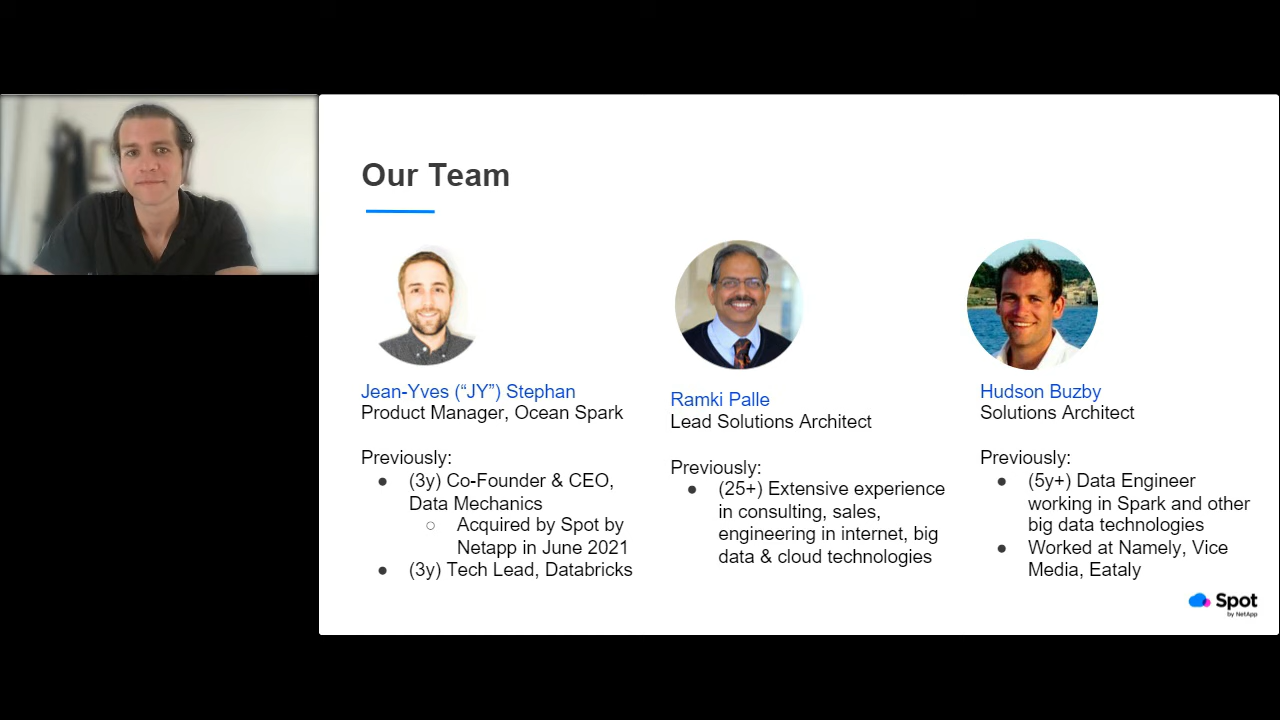 Our Team
Jean-Yves (“JY”) Stephan
Product Manager, Ocean Spark
Previously:
● (3y) Co-Founder & CEO,
Data Mechanics
○ Acquired by Spot by
Netapp in June 2021
● (3y) Tech Lead, Databricks
Ramki Palle
Lead Solutions Architect
Previously:
● (25+) Extensive experience
in consulting, sales,
engineering in internet, big
data & cloud technologies
Hudson Buzby
Solutions Architect
Previously:
● (5y+) Data Engineer
working in Spark and other
big data technologies
● Worked at Namely, Vice
Media, Eataly
Spot
by NetApp